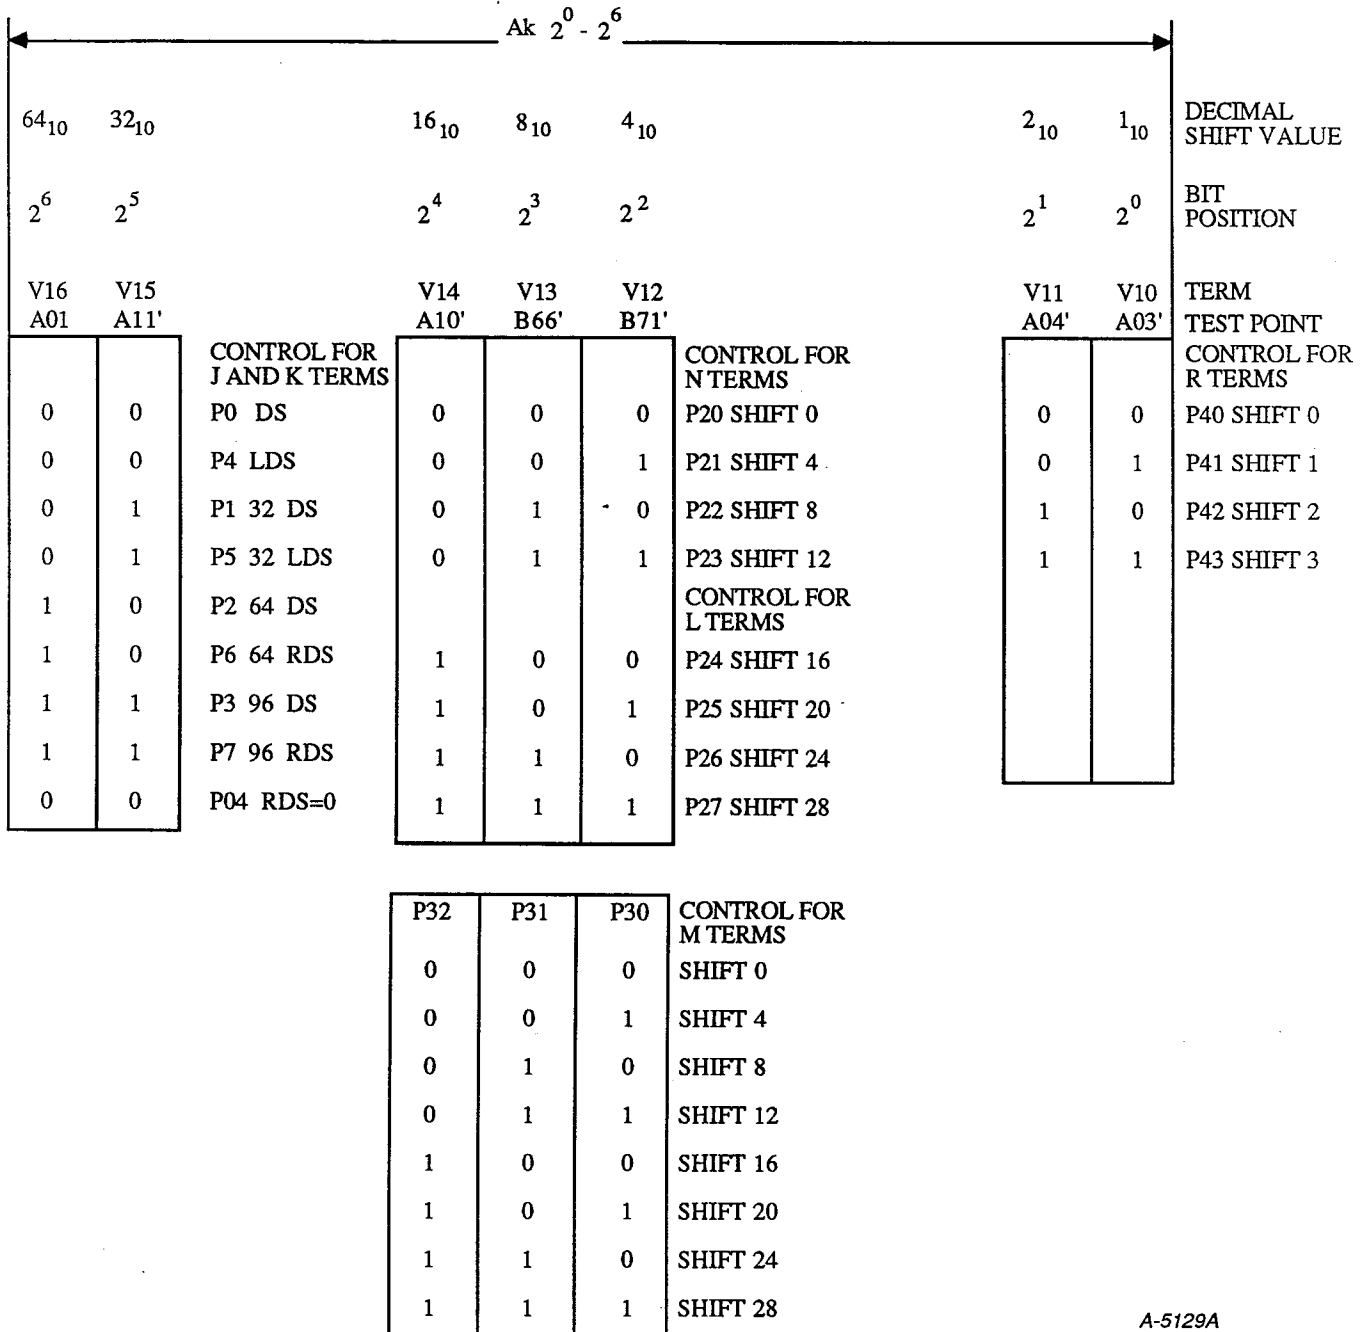 Ak 2^0 - 2^6
64_10 32_10 16_10 8_10 4_10 2_10 1_10 DECIMAL
SHIFT VALUE
2^6 2^5 2^4 2^3 2^2 2^1 2^0 BIT
POSITION
V16 V15 V14 V13 V12 V11 V10 TERM
A01 A11' A10' B66' B71' A04' A03' TEST POINT
CONTROL FOR CONTROL FOR CONTROL FOR
J AND K TERMS N TERMS R TERMS
0 0 P0 DS 0 0 0 P20 SHIFT 0 0 0 P40 SHIFT 0
0 0 P4 LDS 0 0 1 P21 SHIFT 4 0 1 P41 SHIFT 1
0 1 P1 32 DS 0 1 0 P22 SHIFT 8 1 0 P42 SHIFT 2
0 1 P5 32 LDS 0 1 1 P23 SHIFT 12 1 1 P43 SHIFT 3
1 0 P2 64 DS CONTROL FOR
L TERMS
1 0 P6 64 RDS 1 0 0 P24 SHIFT 16
1 1 P3 96 DS 1 0 1 P25 SHIFT 20
1 1 P7 96 RDS 1 1 0 P26 SHIFT 24
0 0 P04 RDS=0 1 1 1 P27 SHIFT 28
P32 P31 P30 CONTROL FOR
M TERMS
0 0 0 SHIFT 0
0 0 1 SHIFT 4
0 1 0 SHIFT 8
0 1 1 SHIFT 12
1 0 0 SHIFT 16
1 0 1 SHIFT 20
1 1 0 SHIFT 24
1 1 1 SHIFT 28
A-5129A